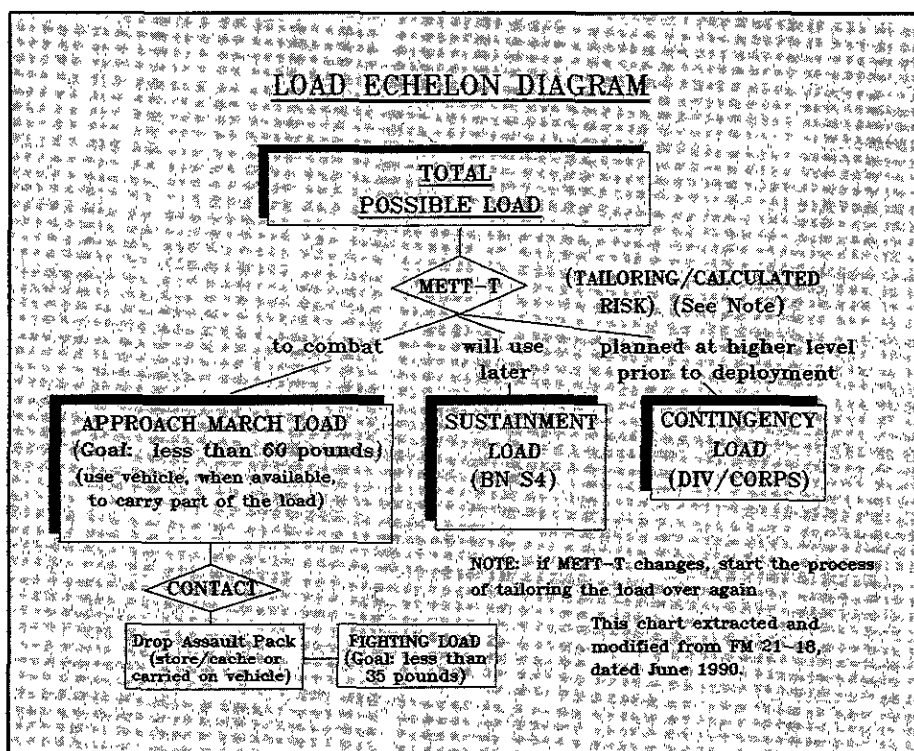 LOAD ECHELON DIAGRAM
TOTAL
POSSIBLE LOAD
METT-T
(TAILORING/CALCULATED
RISK) (See Note)
to combat
will use
later
planned at higher level
prior to deployment
APPROACH MARCH LOAD
(Goal: less than 60 pounds)
(use vehicle, when available,
to carry part of the load)
SUSTAINMENT
LOAD
(BN S4)
CONTINGENCY
LOAD
(DIV/CORPS)
CONTACT
Drop Assault Pack
(store/cache or
carried on vehicle)
FIGHTING LOAD
(Goal: less than
35 pounds)
NOTE: if METT-T changes, start the process
of tailoring the load over again
This chart extracted and
modified from FM 21-18,
dated June 1990.